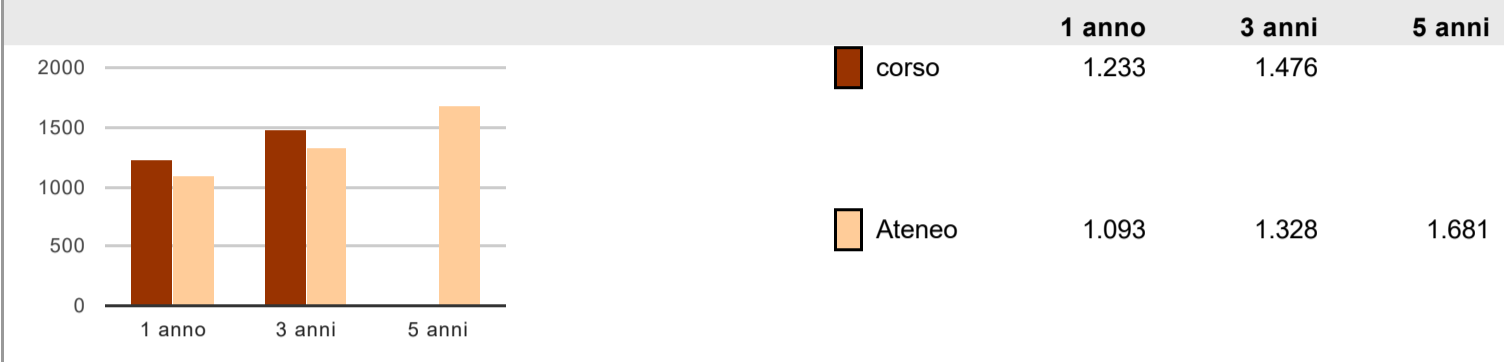 1 anno 3 anni 5 anni
2000
1500
1000
500
0
1 anno 3 anni 5 anni
corso 1.233 1.476
Ateneo 1.093 1.328 1.681